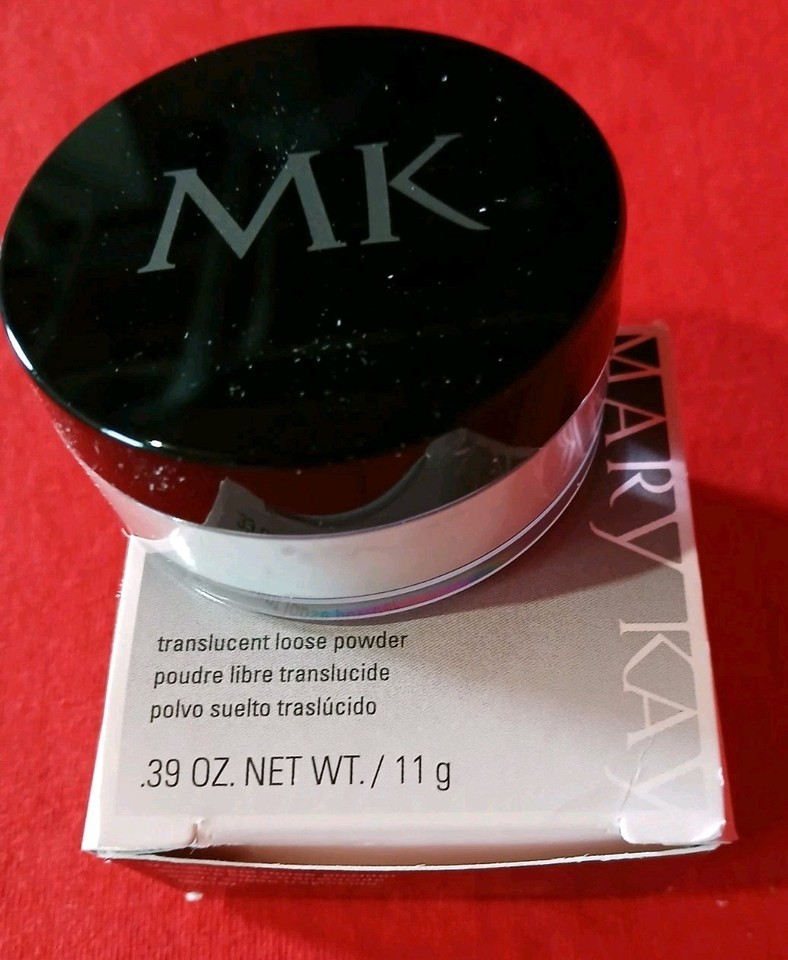 MK
MARY KAY
translucent loose powder
poudre libre translucide
polvo suelto traslúcido
.39 OZ. NET WT. / 11 g